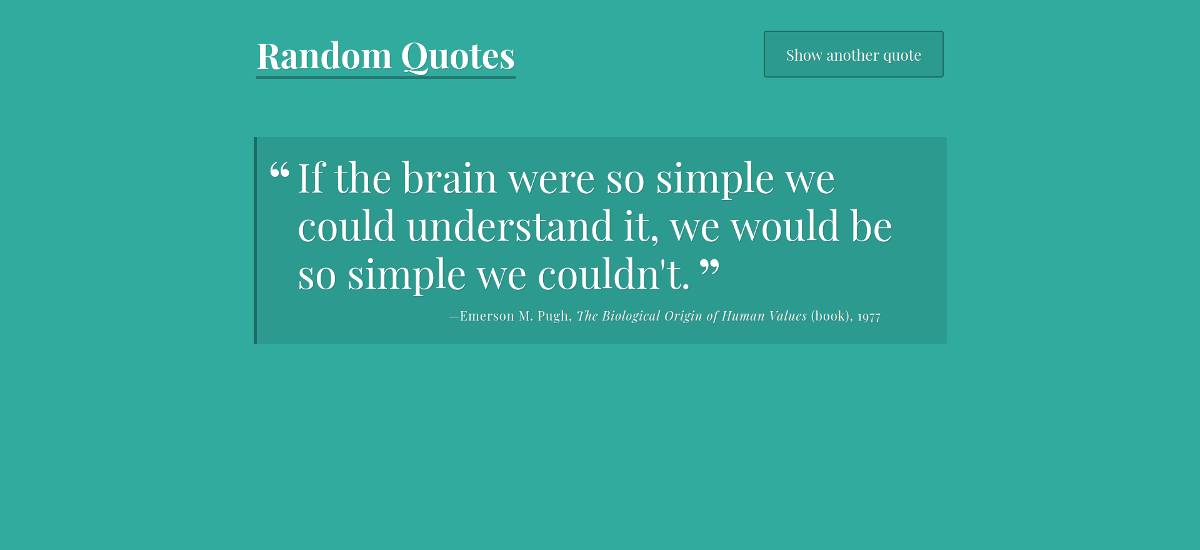 Random Quotes
Show another quote
“ If the brain were so simple we
could understand it, we would be
so simple we couldn't. ”
—Emerson M. Pugh, The Biological Origin of Human Values (book), 1977